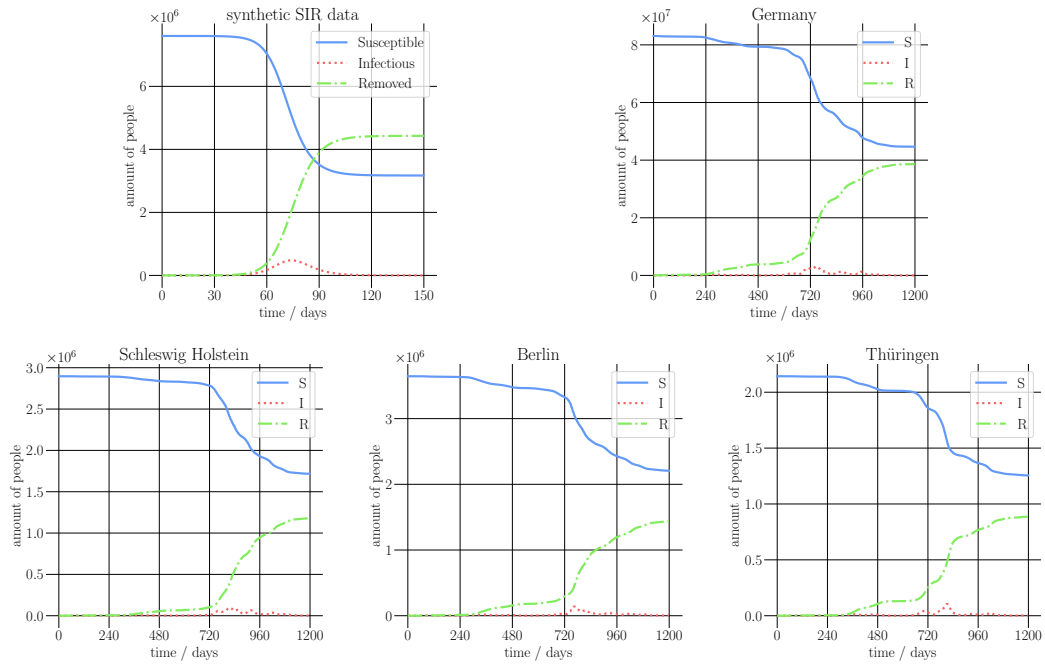 synthetic SIR data
×10⁶
amount of people
6
4
2
0
0 30 60 90 120 150
time / days
Susceptible
Infectious
Removed
Germany
×10⁷
amount of people
8
6
4
2
0
0 240 480 720 960 1200
time / days
S
I
R
Schleswig Holstein
×10⁶
amount of people
3.0
2.5
2.0
1.5
1.0
0.5
0.0
0 240 480 720 960 1200
time / days
S
I
R
Berlin
×10⁶
amount of people
3
2
1
0
0 240 480 720 960 1200
time / days
S
I
R
Thüringen
×10⁶
amount of people
2.0
1.5
1.0
0.5
0.0
0 240 480 720 960 1200
time / days
S
I
R